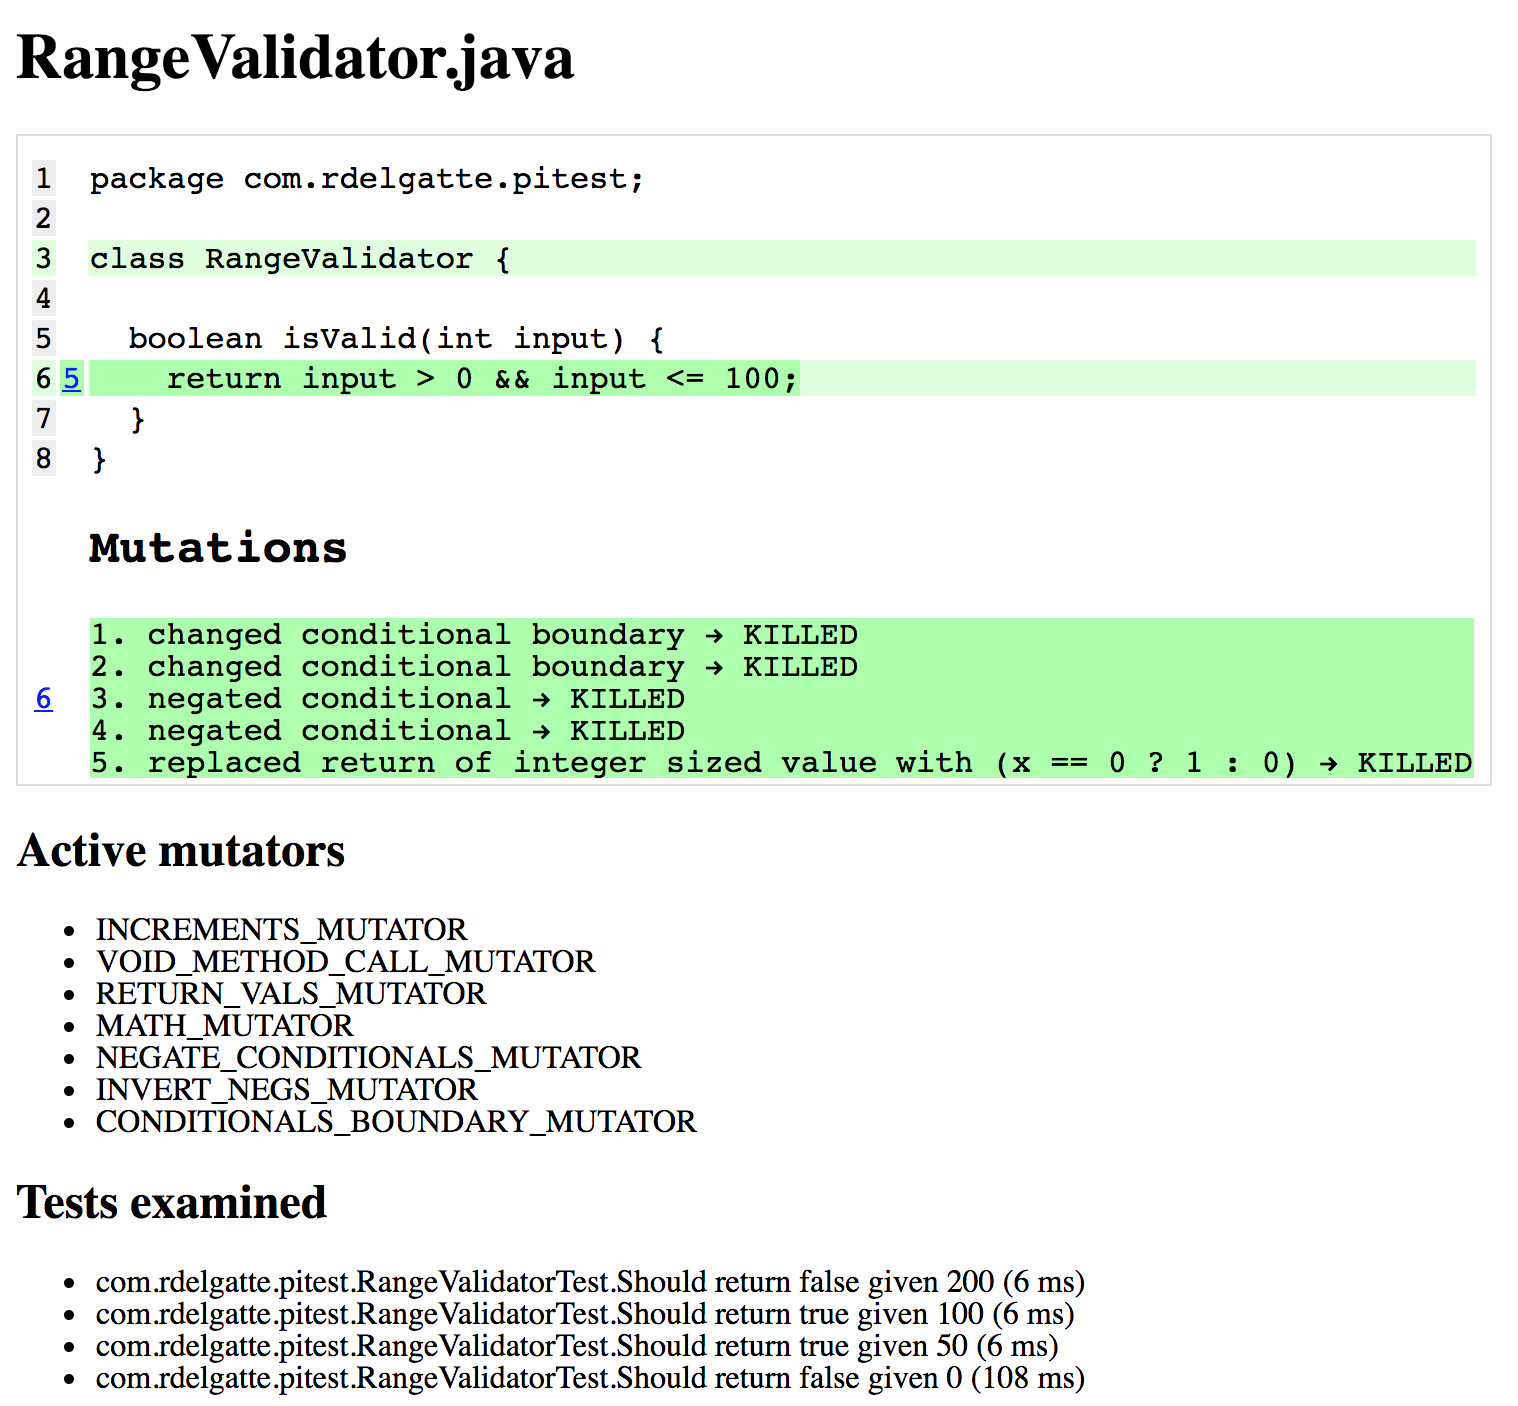 RangeValidator.java
1 package com.rdelgatte.pitest;
2
3 class RangeValidator {
4
5 boolean isValid(int input) {
6 5 return input > 0 && input <= 100;
7 }
8 }
Mutations
1. changed conditional boundary → KILLED
2. changed conditional boundary → KILLED
6 3. negated conditional → KILLED
4. negated conditional → KILLED
5. replaced return of integer sized value with (x == 0 ? 1 : 0) → KILLED
Active mutators
• INCREMENTS_MUTATOR
• VOID_METHOD_CALL_MUTATOR
• RETURN_VALS_MUTATOR
• MATH_MUTATOR
• NEGATE_CONDITIONALS_MUTATOR
• INVERT_NEGS_MUTATOR
• CONDITIONALS_BOUNDARY_MUTATOR
Tests examined
• com.rdelgatte.pitest.RangeValidatorTest.Should return false given 200 (6 ms)
• com.rdelgatte.pitest.RangeValidatorTest.Should return true given 100 (6 ms)
• com.rdelgatte.pitest.RangeValidatorTest.Should return true given 50 (6 ms)
• com.rdelgatte.pitest.RangeValidatorTest.Should return false given 0 (108 ms)